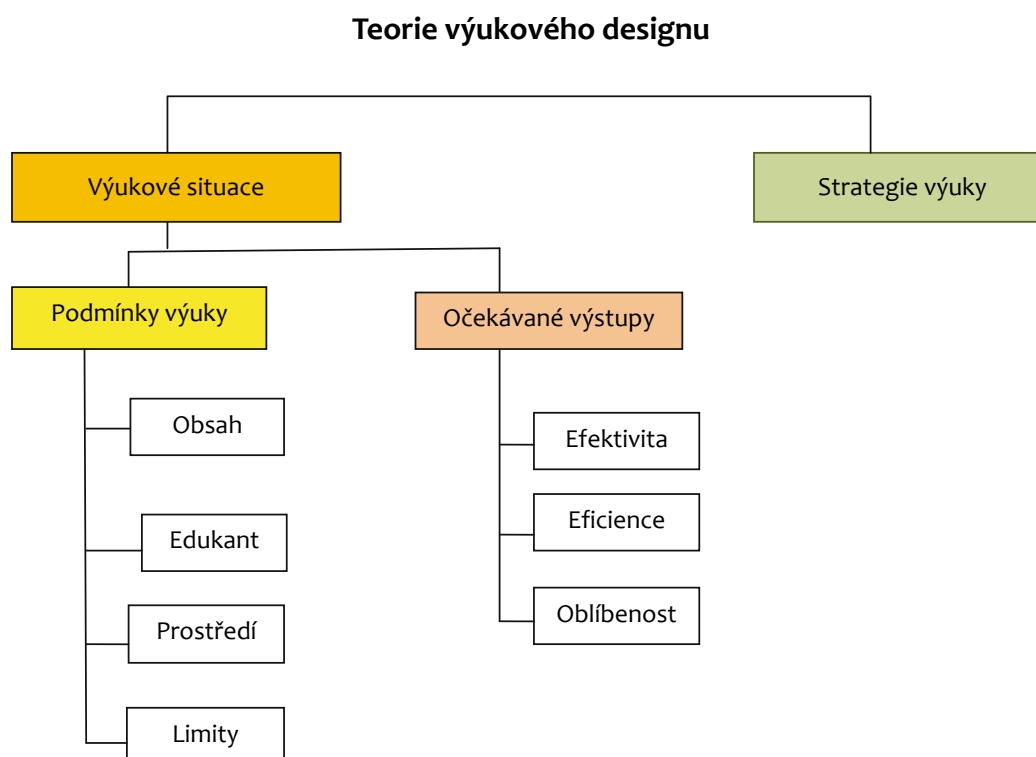 Teorie výukového designu
Výukové situace
Strategie výuky
Podmínky výuky
Očekávané výstupy
Obsah
Edukant
Prostředí
Limity
Efektivita
Eficience
Oblíbenost